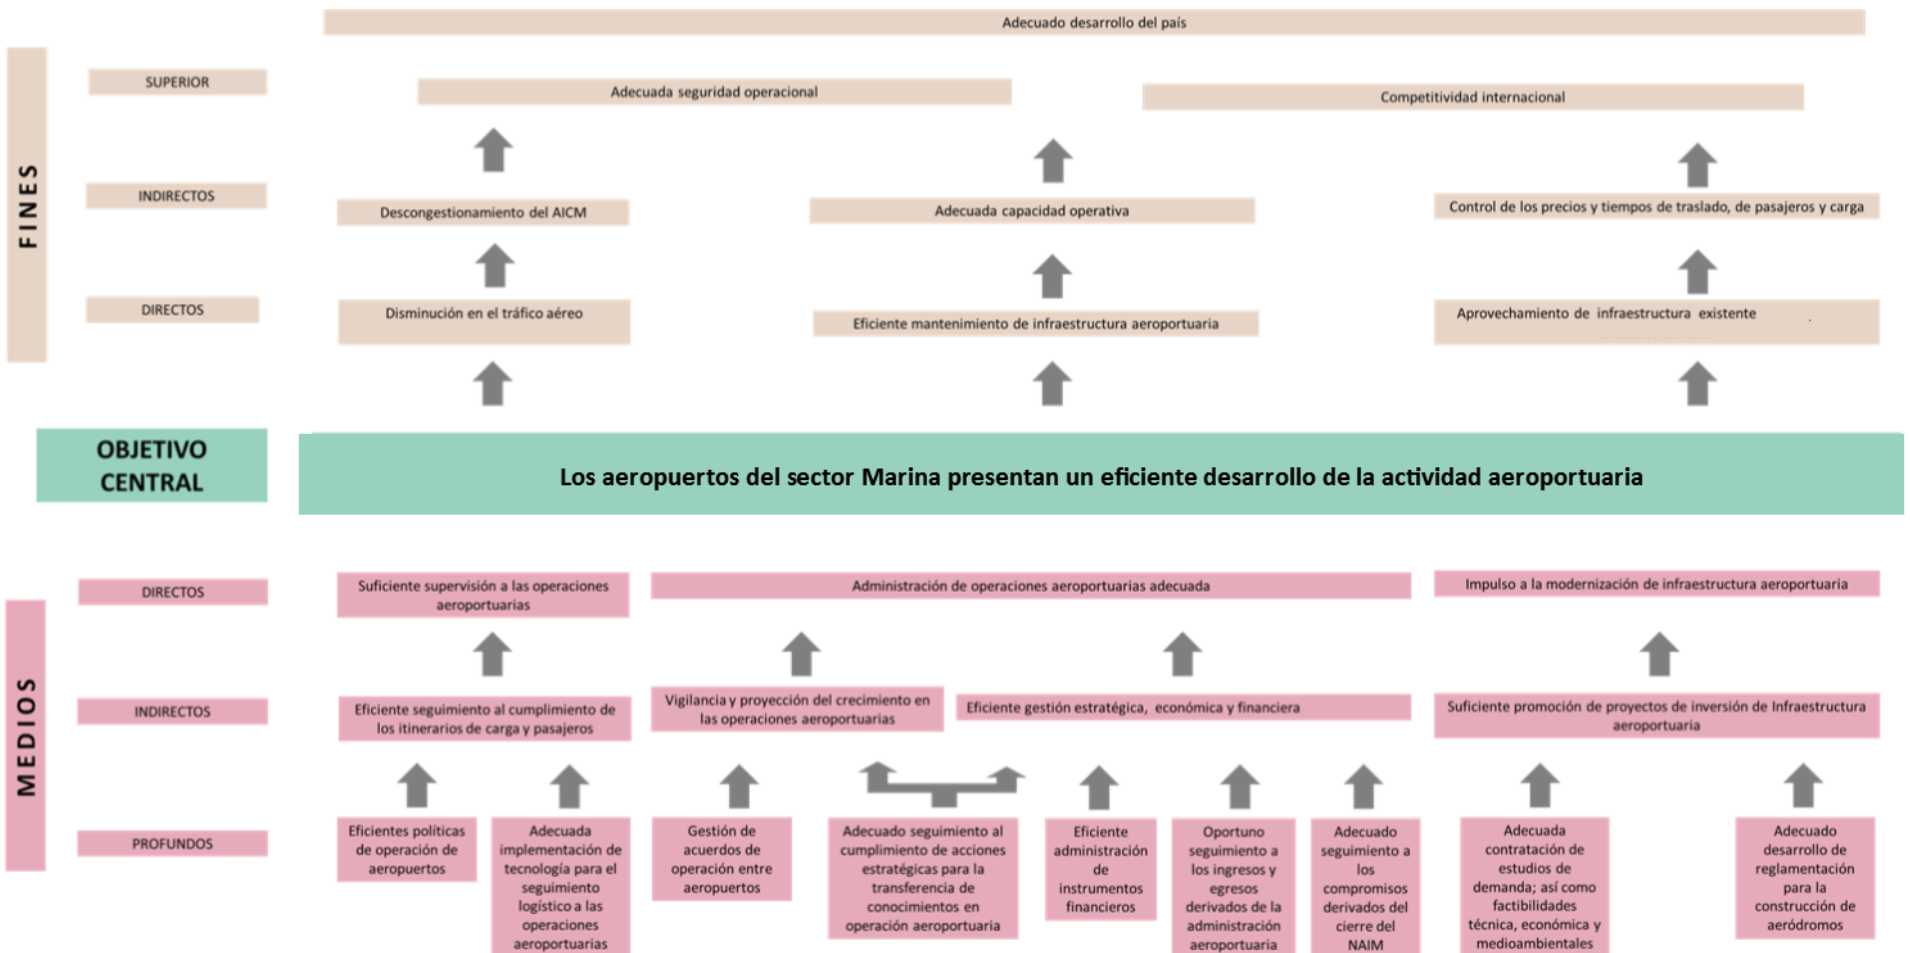 Adecuado desarrollo del país
FINES
SUPERIOR
Adecuada seguridad operacional
Competitividad internacional
INDIRECTOS
Descongestionamiento del AICM
Adecuada capacidad operativa
Control de los precios y tiempos de traslado, de pasajeros y carga
DIRECTOS
Disminución en el tráfico aéreo
Eficiente mantenimiento de infraestructura aeroportuaria
Aprovechamiento de infraestructura existente
OBJETIVO
CENTRAL
Los aeropuertos del sector Marina presentan un eficiente desarrollo de la actividad aeroportuaria
MEDIOS
DIRECTOS
Suficiente supervisión a las operaciones
aeroportuarias
Administración de operaciones aeroportuarias adecuada
Impulso a la modernización de infraestructura aeroportuaria
INDIRECTOS
Eficiente seguimiento al cumplimiento de
los itinerarios de carga y pasajeros
Vigilancia y proyección del crecimiento en
las operaciones aeroportuarias
Eficiente gestión estratégica, económica y financiera
Suficiente promoción de proyectos de inversión de Infraestructura
aeroportuaria
PROFUNDOS
Eficientes políticas
de operación de
aeropuertos
Adecuada
implementación de
tecnología para el
seguimiento
logístico a las
operaciones
aeroportuarias
Gestión de
acuerdos de
operación entre
aeropuertos
Adecuado seguimiento al
cumplimiento de acciones
estratégicas para la
transferencia de
conocimientos en
operación aeroportuaria
Eficiente
administración
de
instrumentos
financieros
Oportuno
seguimiento a
los ingresos y
egresos
derivados de la
administración
aeroportuaria
Adecuado
seguimiento a
los
compromisos
derivados del
cierre del
NAIM
Adecuada
contratación de
estudios de
demanda; así como
factibilidades
técnica, económica y
medioambientales
Adecuado
desarrollo de
reglamentación
para la
construcción de
aeródromos